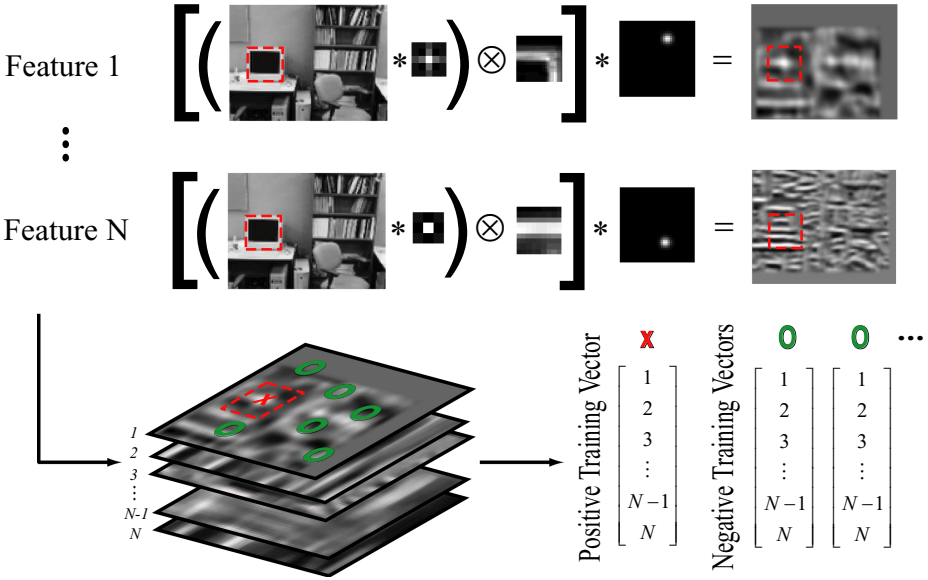 Feature 1
[ ( * ) ⊗ ] * =
⋮
Feature N
[ ( * ) ⊗ ] * =
1
2
3
⋮
N-1
N
X
O
O
O
O
O
O
Positive Training Vector
X
1
2
3
⋮
N−1
N
Negative Training Vectors
O O ...
1 1
2 2
3 3
⋮ ⋮
N−1 N−1
N N